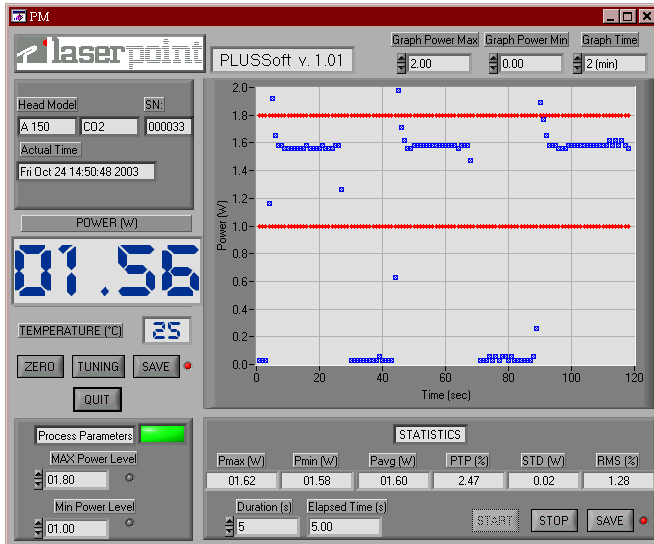 PM
laserpoint
PLUSSoft v. 1.01
Graph Power Max Graph Power Min Graph Time
2.00 0.00 2 (min)
Head Model SN:
A 150 CO2 000033
Actual Time
Fri Oct 24 14:50:48 2003
POWER (W)
01.56
TEMPERATURE (°C) 25
ZERO TUNING SAVE
QUIT
Power (W)
2.0
1.8
1.6
1.4
1.2
1.0
0.8
0.6
0.4
0.2
0.0
0 20 40 60 80 100 120
Time (sec)
Process Parameters
MAX Power Level
01.80
Min Power Level
01.00
STATISTICS
Pmax (W) Pmin (W) Pavg (W) PTP (%) STD (W) RMS (%)
01.62 01.58 01.60 2.47 0.02 1.28
Duration (s) Elapsed Time (s)
5 5.00
START STOP SAVE